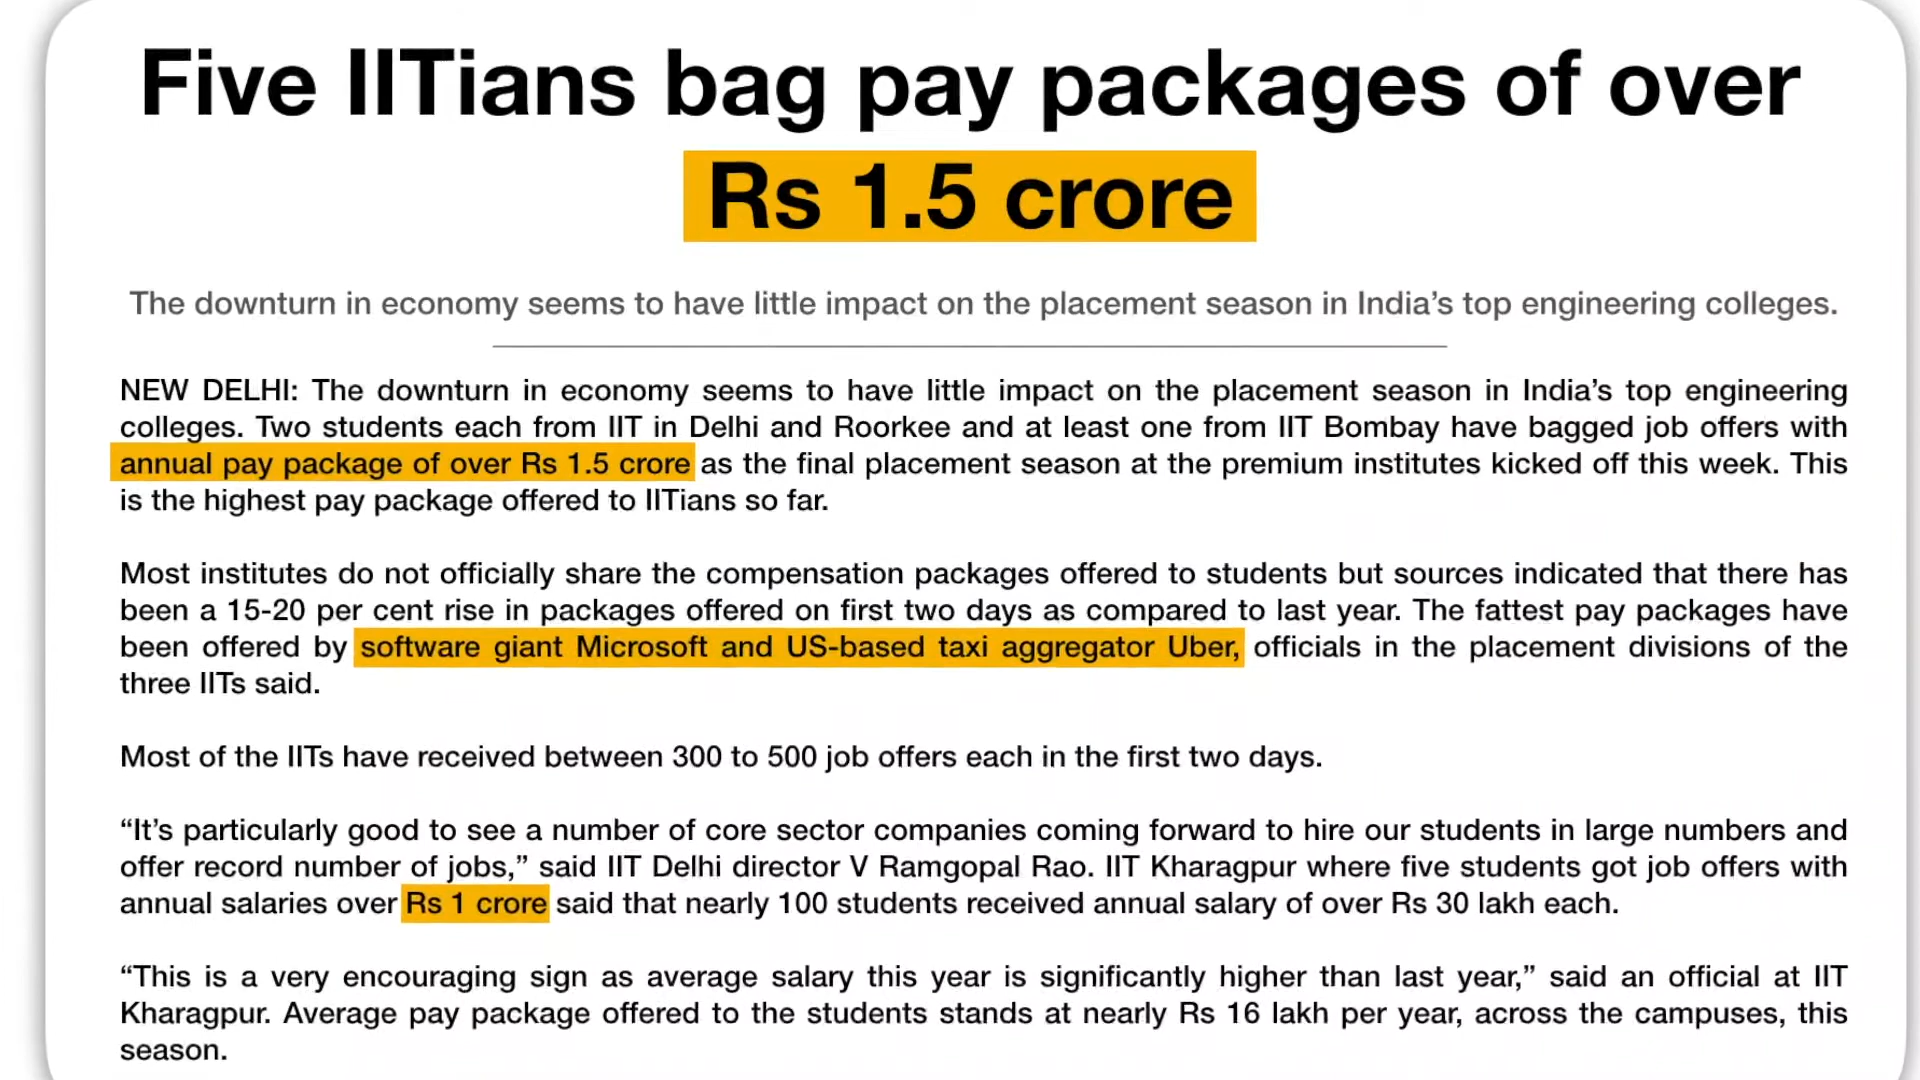 Five IITians bag pay packages of over
Rs 1.5 crore
The downturn in economy seems to have little impact on the placement season in India’s top engineering colleges.
NEW DELHI: The downturn in economy seems to have little impact on the placement season in India’s top engineering
colleges. Two students each from IIT in Delhi and Roorkee and at least one from IIT Bombay have bagged job offers with
annual pay package of over Rs 1.5 crore as the final placement season at the premium institutes kicked off this week. This
is the highest pay package offered to IITians so far.
Most institutes do not officially share the compensation packages offered to students but sources indicated that there has
been a 15-20 per cent rise in packages offered on first two days as compared to last year. The fattest pay packages have
been offered by software giant Microsoft and US-based taxi aggregator Uber, officials in the placement divisions of the
three IITs said.
Most of the IITs have received between 300 to 500 job offers each in the first two days.
“It’s particularly good to see a number of core sector companies coming forward to hire our students in large numbers and
offer record number of jobs,” said IIT Delhi director V Ramgopal Rao. IIT Kharagpur where five students got job offers with
annual salaries over Rs 1 crore said that nearly 100 students received annual salary of over Rs 30 lakh each.
“This is a very encouraging sign as average salary this year is significantly higher than last year,” said an official at IIT
Kharagpur. Average pay package offered to the students stands at nearly Rs 16 lakh per year, across the campuses, this
season.